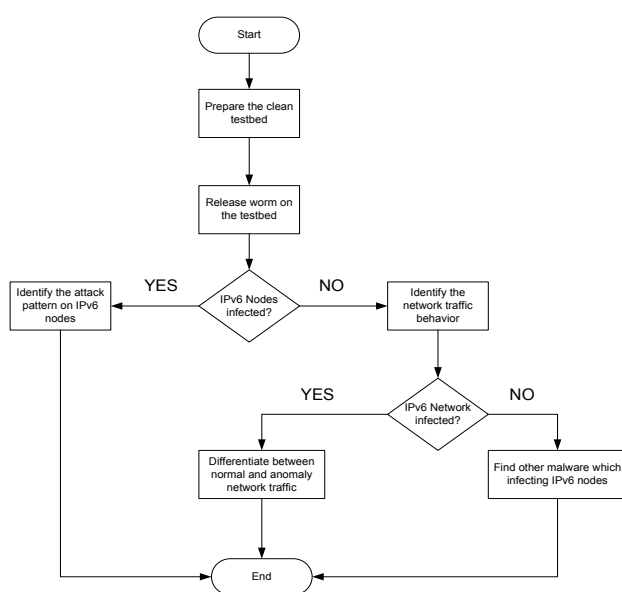 Start
Prepare the clean
testbed
Release worm on
the testbed
YES
IPv6 Nodes
infected?
NO
Identify the attack
pattern on IPv6
nodes
Identify the
network traffic
behavior
YES
IPv6 Network
infected?
NO
Differentiate between
normal and anomaly
network traffic
Find other malware which
infecting IPv6 nodes
End